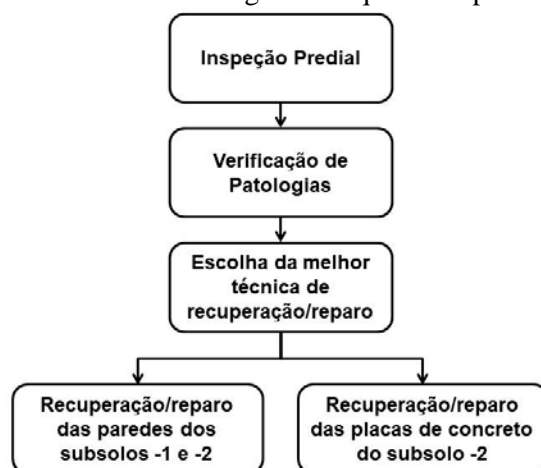 Inspeção Predial
Verificação de
Patologias
Escolha da melhor
técnica de
recuperação/reparo
Recuperação/reparo
das paredes dos
subsolos -1 e -2
Recuperação/reparo
das placas de concreto
do subsolo -2